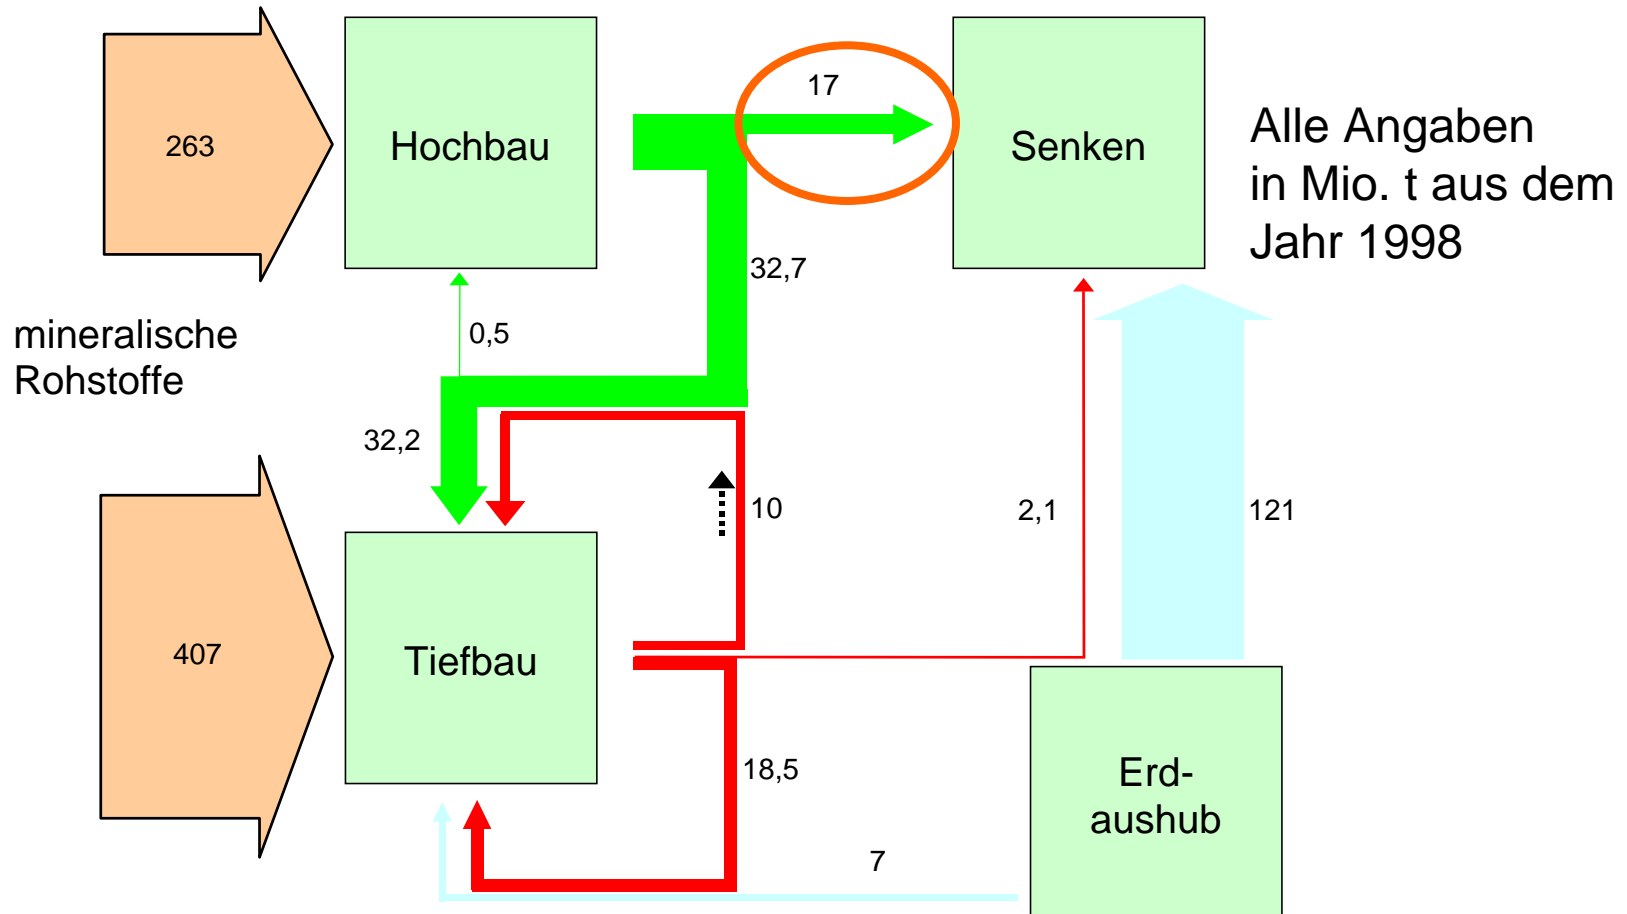 263
Hochbau
17
Senken
Alle Angaben
in Mio. t aus dem
Jahr 1998
32,7
0,5
mineralische
Rohstoffe
32,2
10
2,1
121
407
Tiefbau
18,5
Erd-
aushub
7